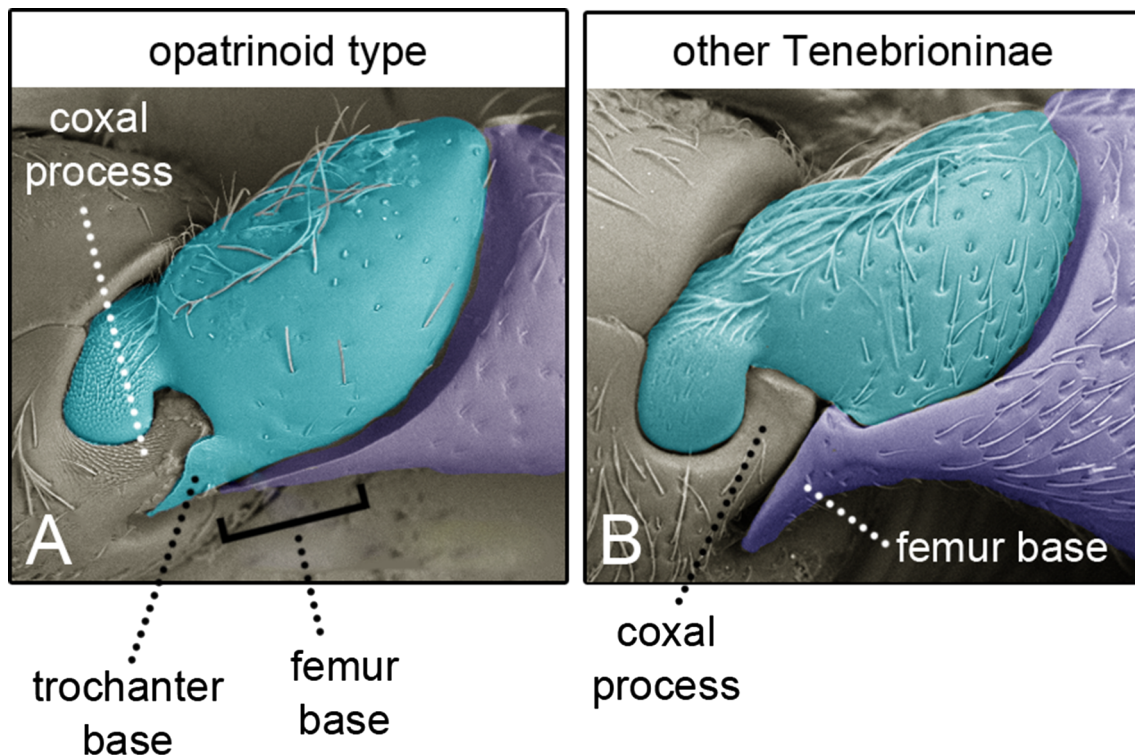 opatrinoid type
other Tenebrioninae
coxal
process
A
trochanter
base
femur
base
B
femur base
coxal
process